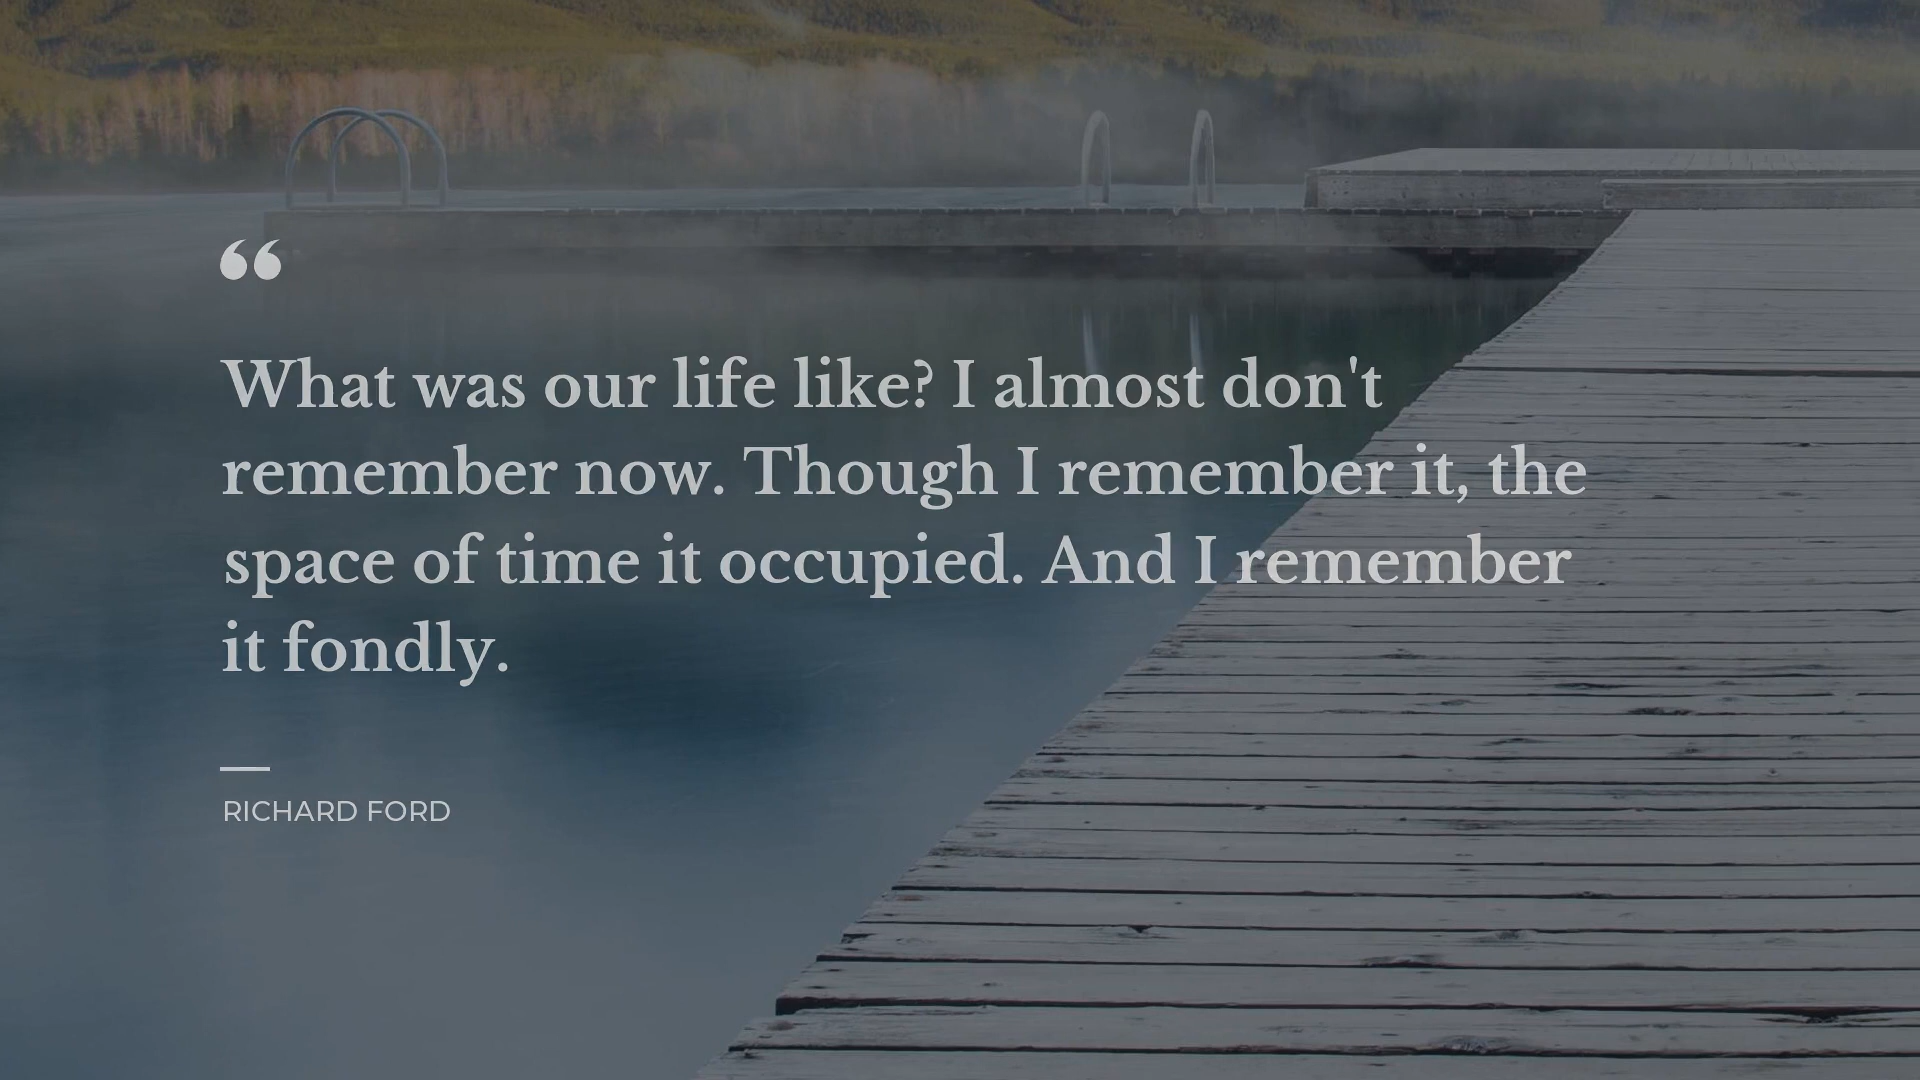 “
What was our life like? I almost don't
remember now. Though I remember it, the
space of time it occupied. And I remember
it fondly.
RICHARD FORD